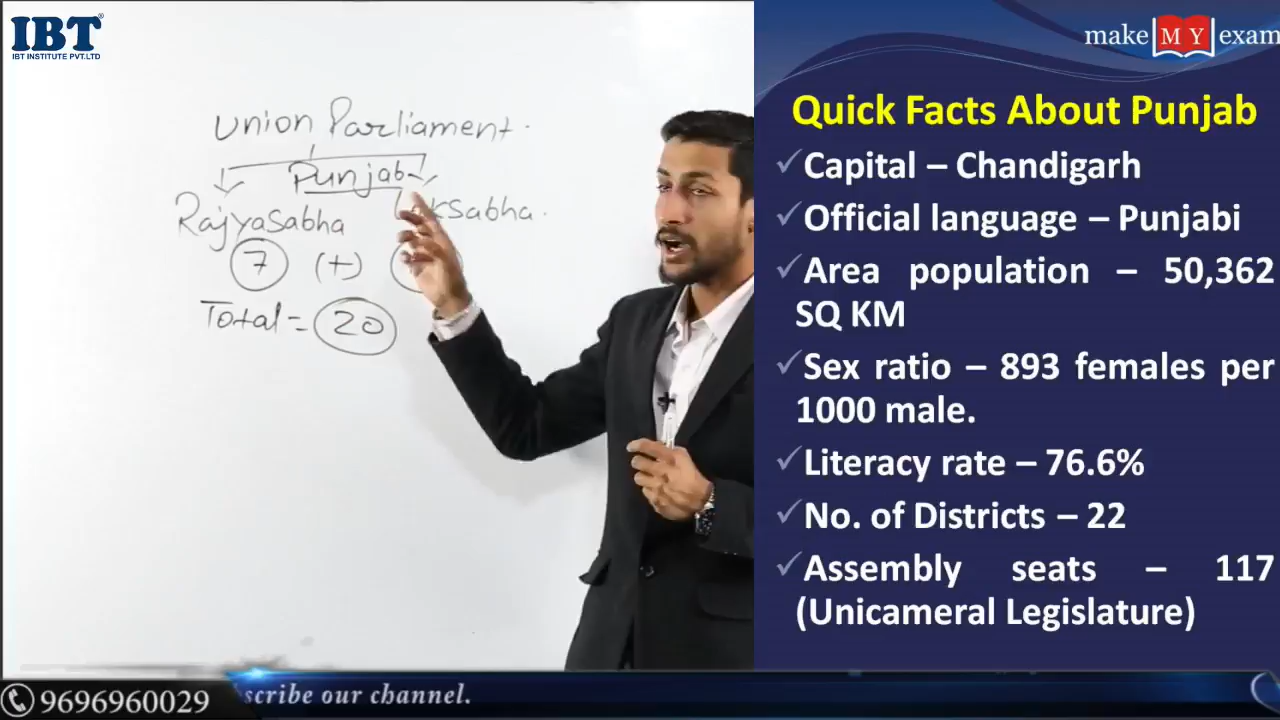 IBT
IBT INSTITUTE PVT.LTD
Union Parliament.
Punjab
Rajyasabha
7 (+)
Total = 20
make MY exam
Quick Facts About Punjab
Capital – Chandigarh
Official language – Punjabi
Area population – 50,362
SQ KM
Sex ratio – 893 females per
1000 male.
Literacy rate – 76.6%
No. of Districts – 22
Assembly seats – 117
(Unicameral Legislature)
9696960029
scribe our channel.